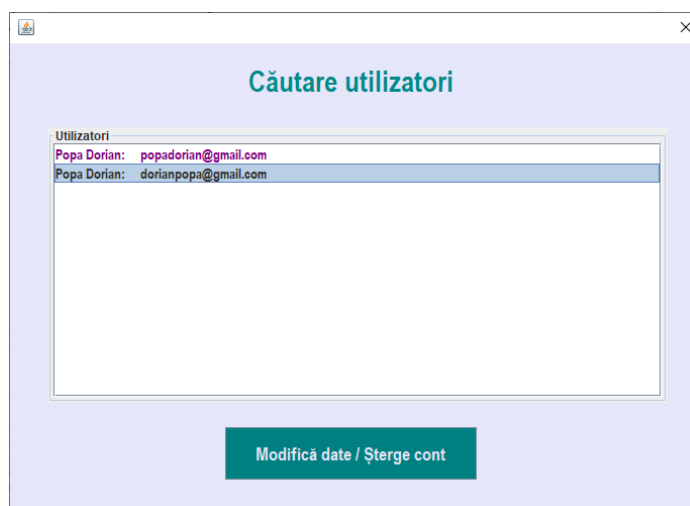 Căutare utilizatori
Utilizatori
Popa Dorian: popadorian@gmail.com
Popa Dorian: dorianpopa@gmail.com
Modifică date / Șterge cont